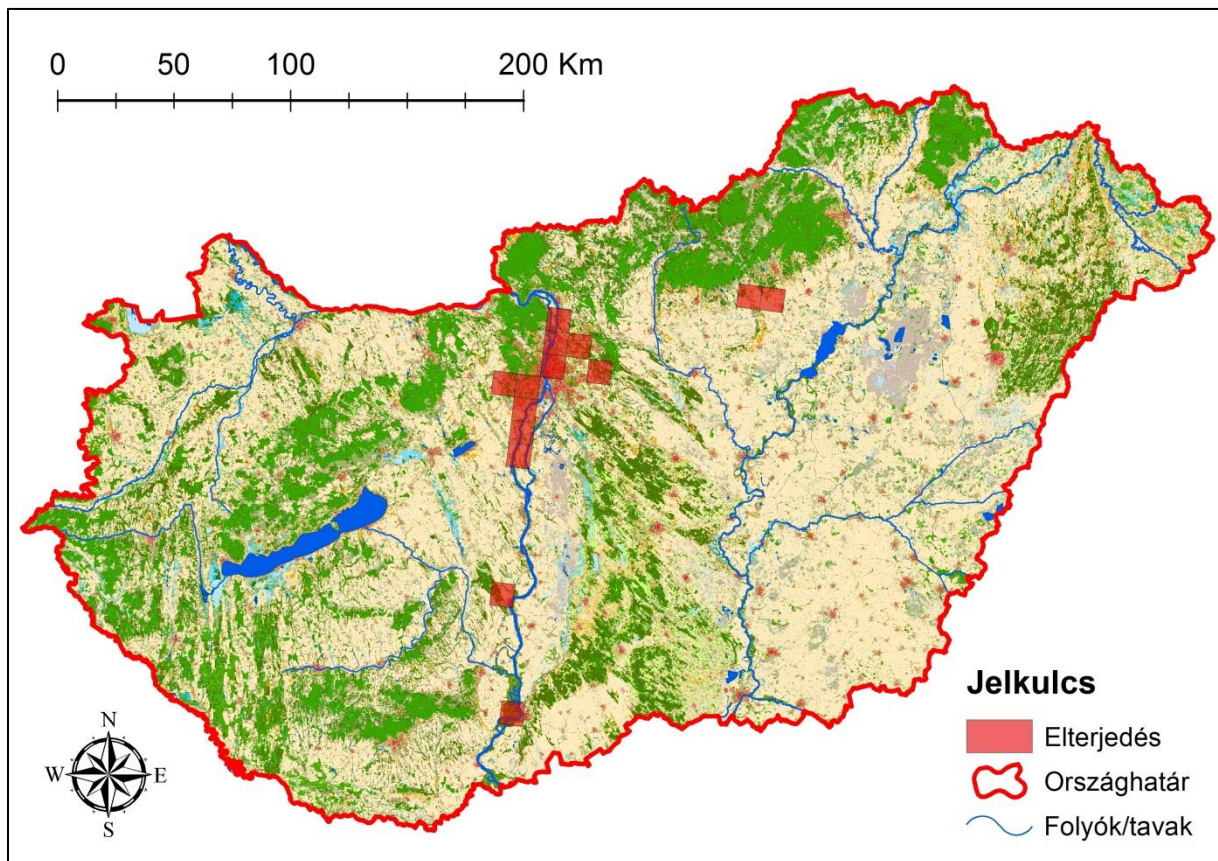 0 50 100 200 Km
N
W E
S
Jelkulcs
Elterjedés
Országhatár
Folyók/tavak